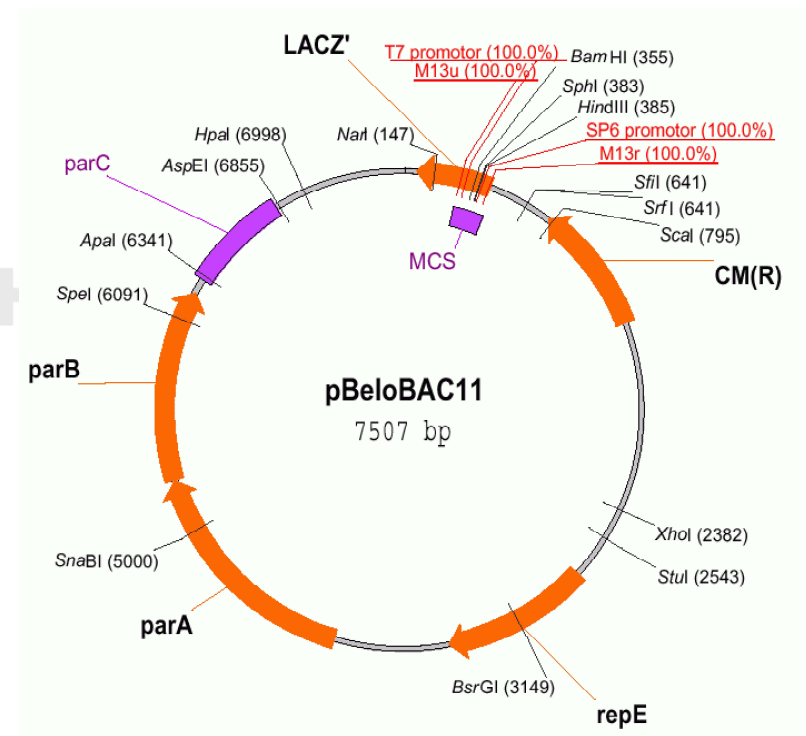 LACZ'
T7 promotor (100.0%)
M13u (100.0%)
BamHI (355)
SphI (383)
HindIII (385)
SP6 promotor (100.0%)
M13r (100.0%)
HpaI (6998)
NarI (147)
parC
AspEI (6855)
SfiI (641)
SrfI (641)
ScaI (795)
ApaI (6341)
MCS
CM(R)
SpeI (6091)
parB
pBeloBAC11
7507 bp
XhoI (2382)
SnaBI (5000)
StuI (2543)
parA
BsrGI (3149)
repE